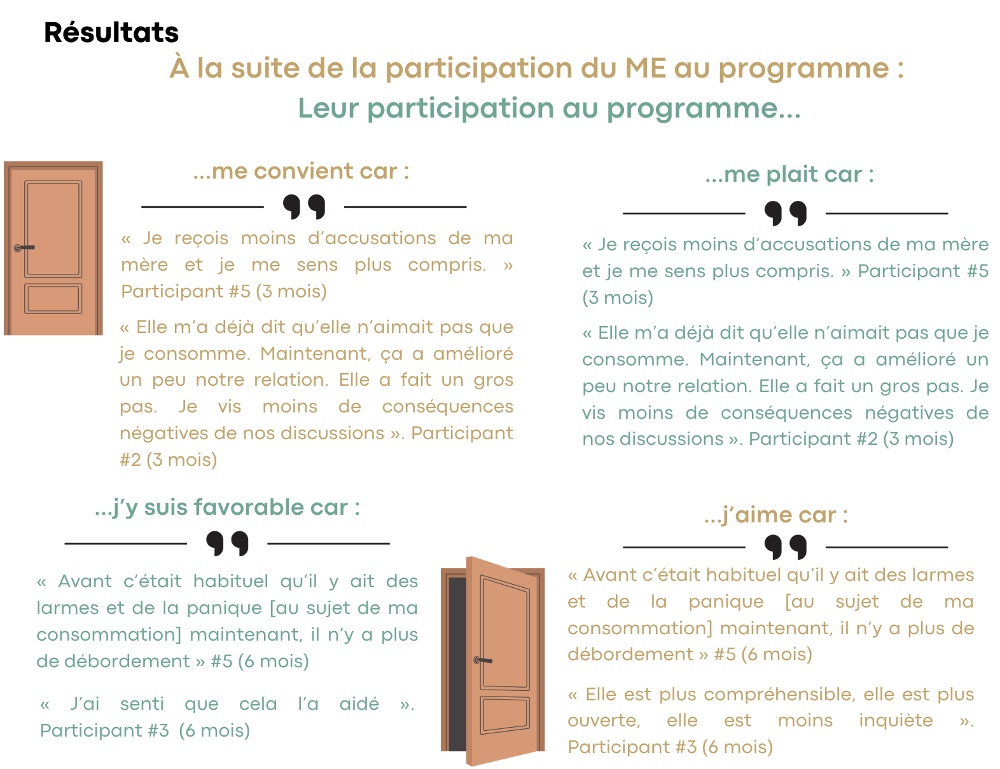 Résultats
À la suite de la participation du ME au programme :
Leur participation au programme...
...me convient car :
« Je reçois moins d’accusations de ma
mère et je me sens plus compris. »
Participant #5 (3 mois)
« Elle m’a déjà dit qu’elle n’aimait pas que
je consomme. Maintenant, ça a amélioré
un peu notre relation. Elle a fait un gros
pas. Je vis moins de conséquences
négatives de nos discussions ». Participant
#2 (3 mois)
...me plait car :
« Je reçois moins d’accusations de ma mère
et je me sens plus compris. » Participant #5
(3 mois)
« Elle m’a déjà dit qu’elle n’aimait pas que je
consomme. Maintenant, ça a amélioré un
peu notre relation. Elle a fait un gros pas. Je
vis moins de conséquences négatives de
nos discussions ». Participant #2 (3 mois)
...j’y suis favorable car :
« Avant c’était habituel qu’il y ait des
larmes et de la panique [au sujet de ma
consommation] maintenant, il n’y a plus
de débordement » #5 (6 mois)
« J’ai senti que cela l’a aidé ».
Participant #3 (6 mois)
...j’aime car :
« Avant c’était habituel qu’il y ait des larmes
et de la panique [au sujet de ma
consommation] maintenant, il n’y a plus de
débordement » #5 (6 mois)
« Elle est plus compréhensible, elle est plus
ouverte, elle est moins inquiète ».
Participant #3 (6 mois)